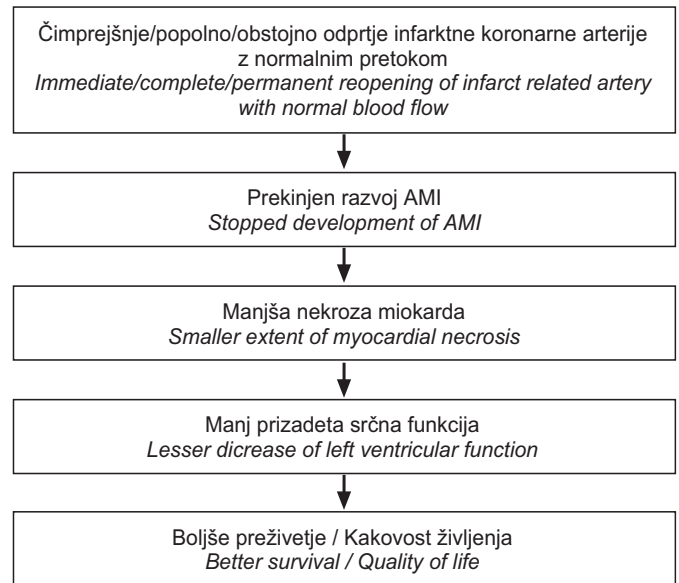 Čimprejšnje/popolno/obstojno odprtje infarktne koronarne arterije
z normalnim pretokom
Immediate/complete/permanent reopening of infarct related artery
with normal blood flow
Prekinjen razvoj AMI
Stopped development of AMI
Manjša nekroza miokarda
Smaller extent of myocardial necrosis
Manj prizadeta srčna funkcija
Lesser dicrease of left ventricular function
Boljše preživetje / Kakovost življenja
Better survival / Quality of life